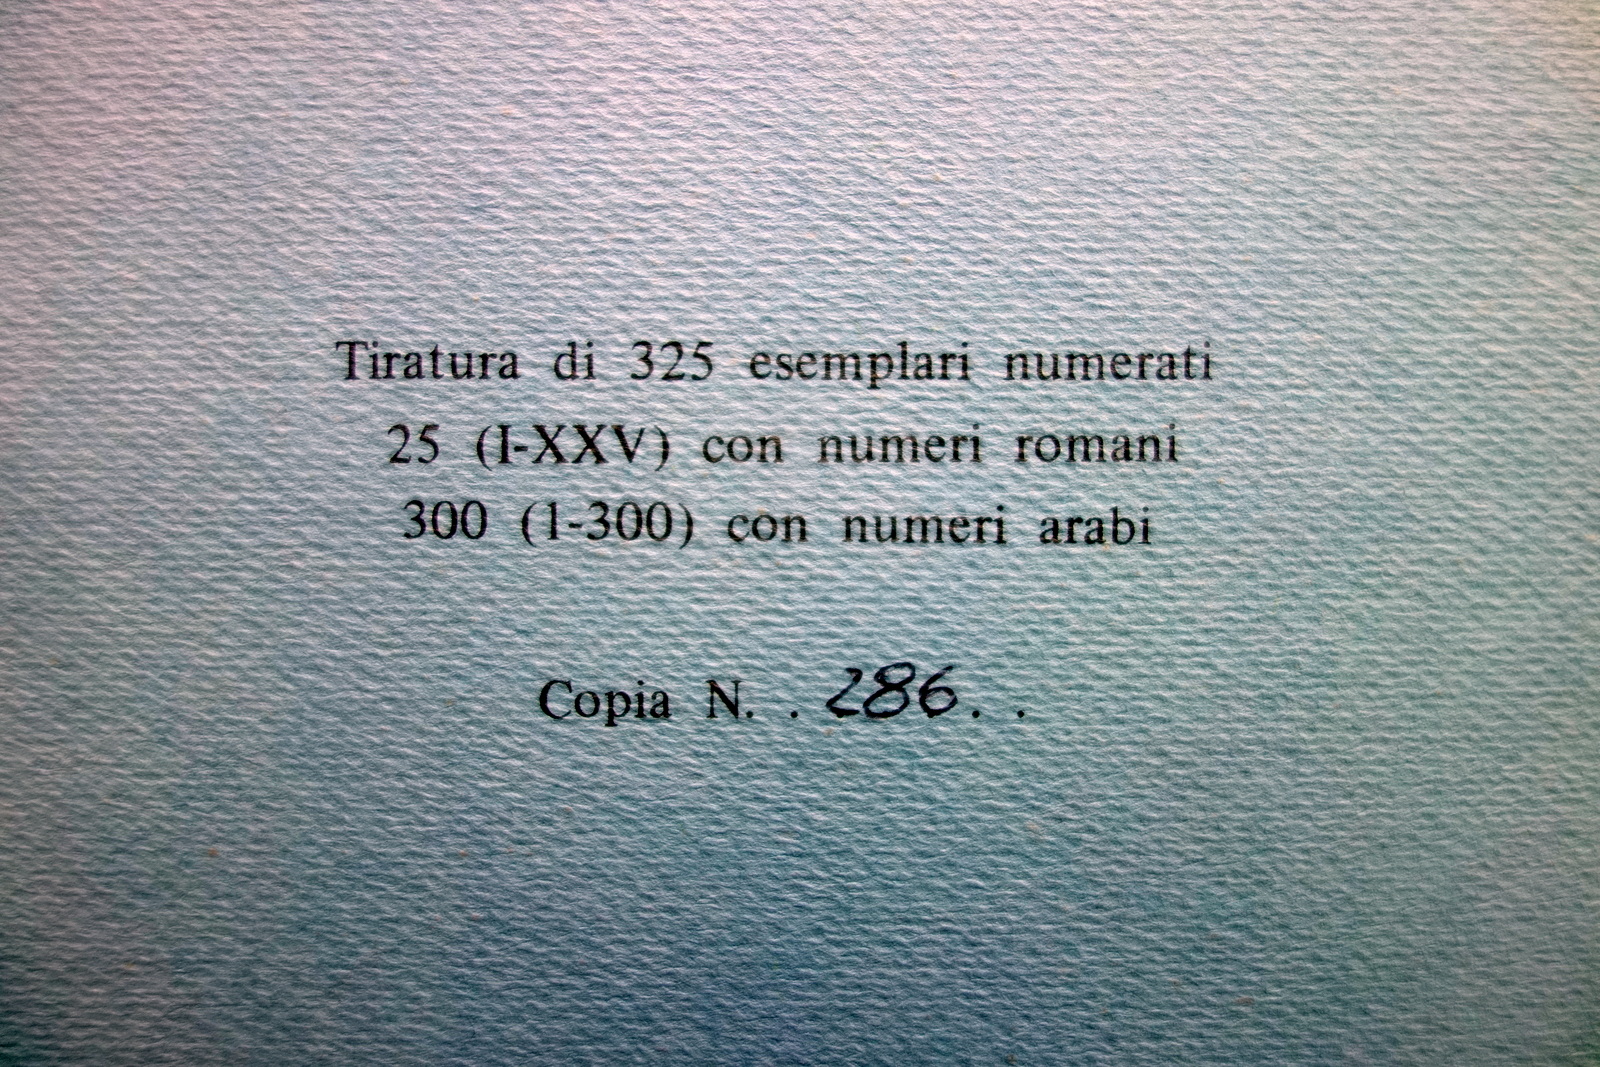 Tiratura di 325 esemplari numerati
25 (I-XXV) con numeri romani
300 (1-300) con numeri arabi
Copia N. . 286. .